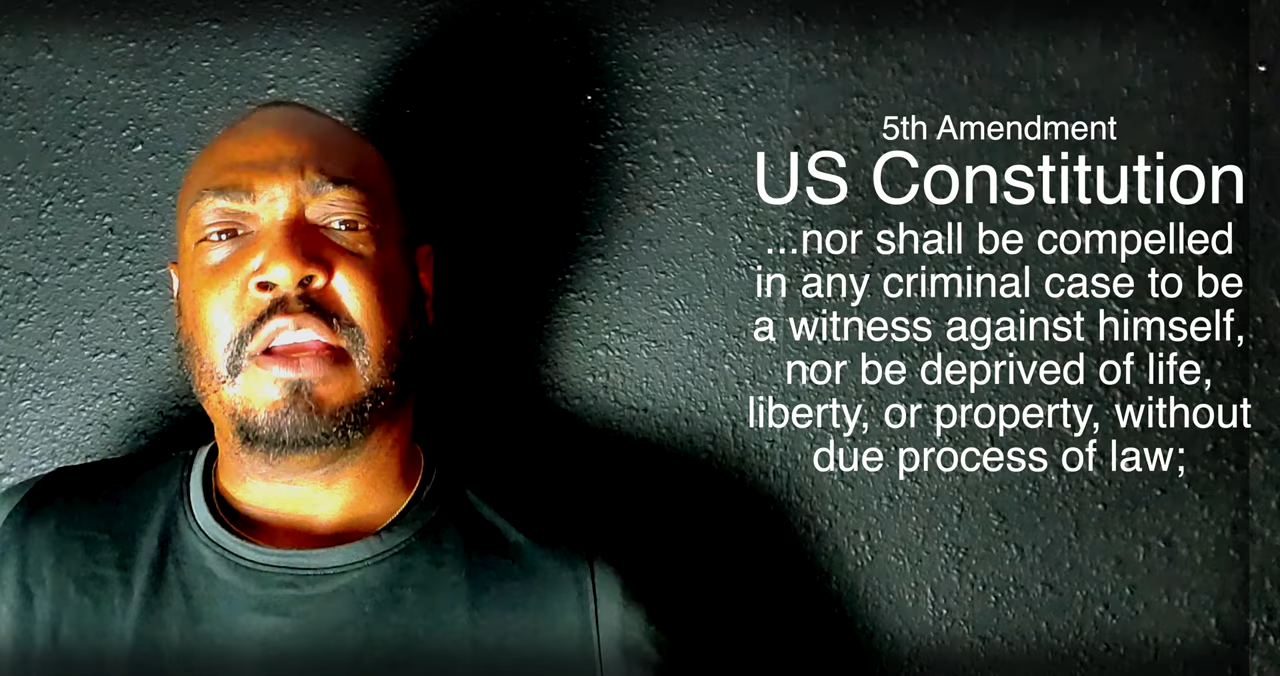 5th Amendment
US Constitution
...nor shall be compelled
in any criminal case to be
a witness against himself,
nor be deprived of life,
liberty, or property, without
due process of law;